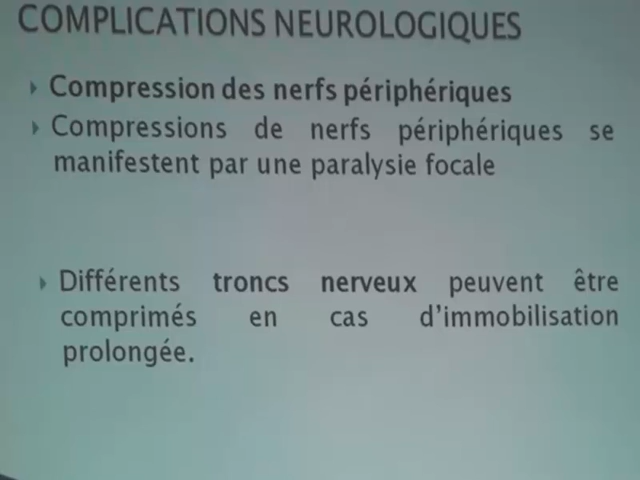 COMPLICATIONS NEUROLOGIQUES
Compression des nerfs périphériques
Compressions de nerfs périphériques se
manifestent par une paralysie focale
Différents troncs nerveux peuvent être
comprimés en cas d'immobilisation
prolongée.